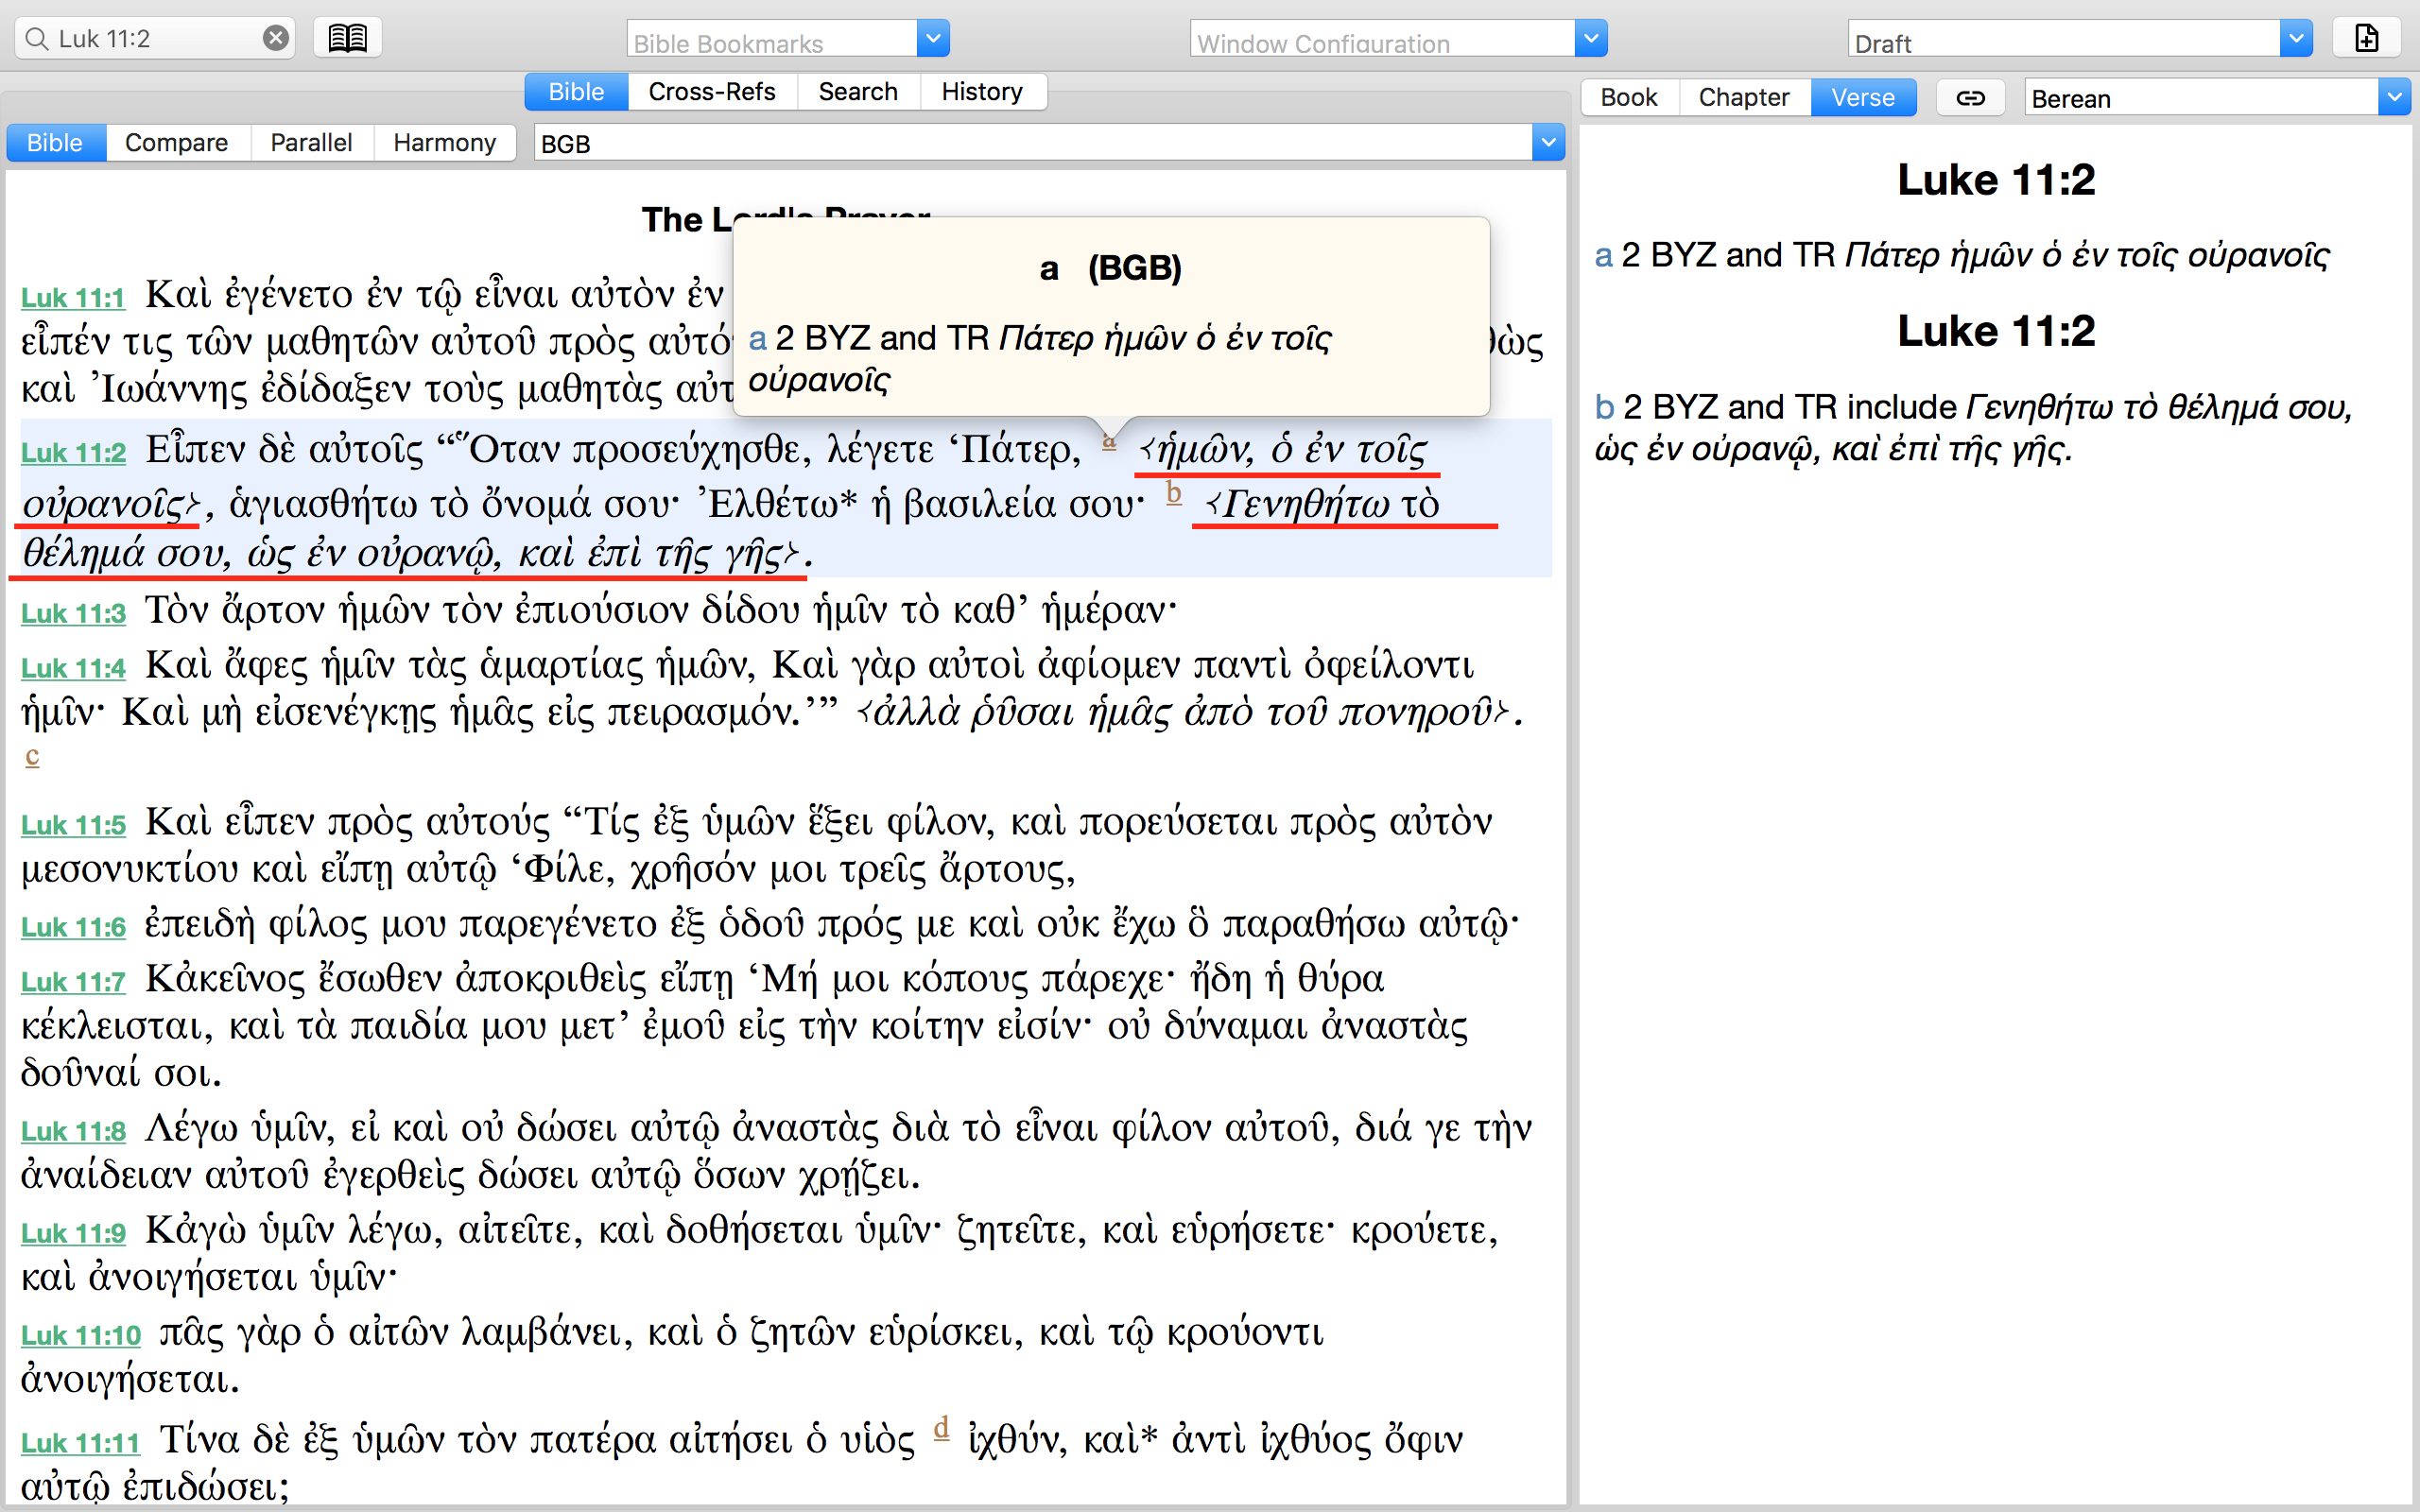 Luk 11:2
Bible Bookmarks
Window Configuration
Draft
Bible Cross-Refs Search History
Bible Compare Parallel Harmony BGB
The Lord's Prayer
Luk 11:1 Καὶ ἐγένετο ἐν τῷ εἶναι αὐτὸν ἐν
εἶπέν τις τῶν μαθητῶν αὐτοῦ πρὸς
καὶ Ἰωάννης ἐδίδαξεν τοὺς μαθητὰς
a (BGB)
a 2 BYZ and TR Πάτερ ἡμῶν ὁ ἐν τοῖς
οὐρανοῖς
Luk 11:2 Εἶπεν δὲ αὐτοῖς “Ὅταν προσεύχησθε, λέγετε ‘Πάτερ, a ⧼ἡμῶν, ὁ ἐν τοῖς
οὐρανοῖς⧽, ἁγιασθήτω τὸ ὄνομά σου· Ἐλθέτω* ἡ βασιλεία σου· b ⧼Γενηθήτω τὸ
θέλημά σου, ὡς ἐν οὐρανῷ, καὶ ἐπὶ τῆς γῆς⧽.
Luk 11:3 Τὸν ἄρτον ἡμῶν τὸν ἐπιούσιον δίδου ἡμῖν τὸ καθ’ ἡμέραν·
Luk 11:4 Καὶ ἄφες ἡμῖν τὰς ἁμαρτίας ἡμῶν, Καὶ γὰρ αὐτοὶ ἀφίομεν παντὶ ὀφείλοντι
ἡμῖν· Καὶ μὴ εἰσενέγκῃς ἡμᾶς εἰς πειρασμόν.’” ⧼ἀλλὰ ῥῦσαι ἡμᾶς ἀπὸ τοῦ πονηροῦ⧽.
c
Luk 11:5 Καὶ εἶπεν πρὸς αὐτούς “Τίς ἐξ ὑμῶν ἕξει φίλον, καὶ πορεύσεται πρὸς αὐτὸν
μεσονυκτίου καὶ εἴπῃ αὐτῷ ‘Φίλε, χρῆσόν μοι τρεῖς ἄρτους,
Luk 11:6 ἐπειδὴ φίλος μου παρεγένετο ἐξ ὁδοῦ πρός με καὶ οὐκ ἔχω ὃ παραθήσω αὐτῷ·
Luk 11:7 Κἀκεῖνος ἔσωθεν ἀποκριθεὶς εἴπῃ ‘Μή μοι κόπους πάρεχε· ἤδη ἡ θύρα
κέκλεισται, καὶ τὰ παιδία μου μετ’ ἐμοῦ εἰς τὴν κοίτην εἰσίν· οὐ δύναμαι ἀναστὰς
δοῦναί σοι.
Luk 11:8 Λέγω ὑμῖν, εἰ καὶ οὐ δώσει αὐτῷ ἀναστὰς διὰ τὸ εἶναι φίλον αὐτοῦ, διά γε τὴν
ἀναίδειαν αὐτοῦ ἐγερθεὶς δώσει αὐτῷ ὅσων χρῄζει.
Luk 11:9 Κἀγὼ ὑμῖν λέγω, αἰτεῖτε, καὶ δοθήσεται ὑμῖν· ζητεῖτε, καὶ εὑρήσετε· κρούετε,
καὶ ἀνοιγήσεται ὑμῖν·
Luk 11:10 πᾶς γὰρ ὁ αἰτῶν λαμβάνει, καὶ ὁ ζητῶν εὑρίσκει, καὶ τῷ κρούοντι
ἀνοιγήσεται.
Luk 11:11 Τίνα δὲ ἐξ ὑμῶν τὸν πατέρα αἰτήσει ὁ υἱὸς d ἰχθύν, καὶ* ἀντὶ ἰχθύος ὄφιν
αὐτῷ ἐπιδώσει;
Book Chapter Verse Berean
Luke 11:2
a 2 BYZ and TR Πάτερ ἡμῶν ὁ ἐν τοῖς οὐρανοῖς
Luke 11:2
b 2 BYZ and TR include Γενηθήτω τὸ θέλημά σου,
ὡς ἐν οὐρανῷ, καὶ ἐπὶ τῆς γῆς.